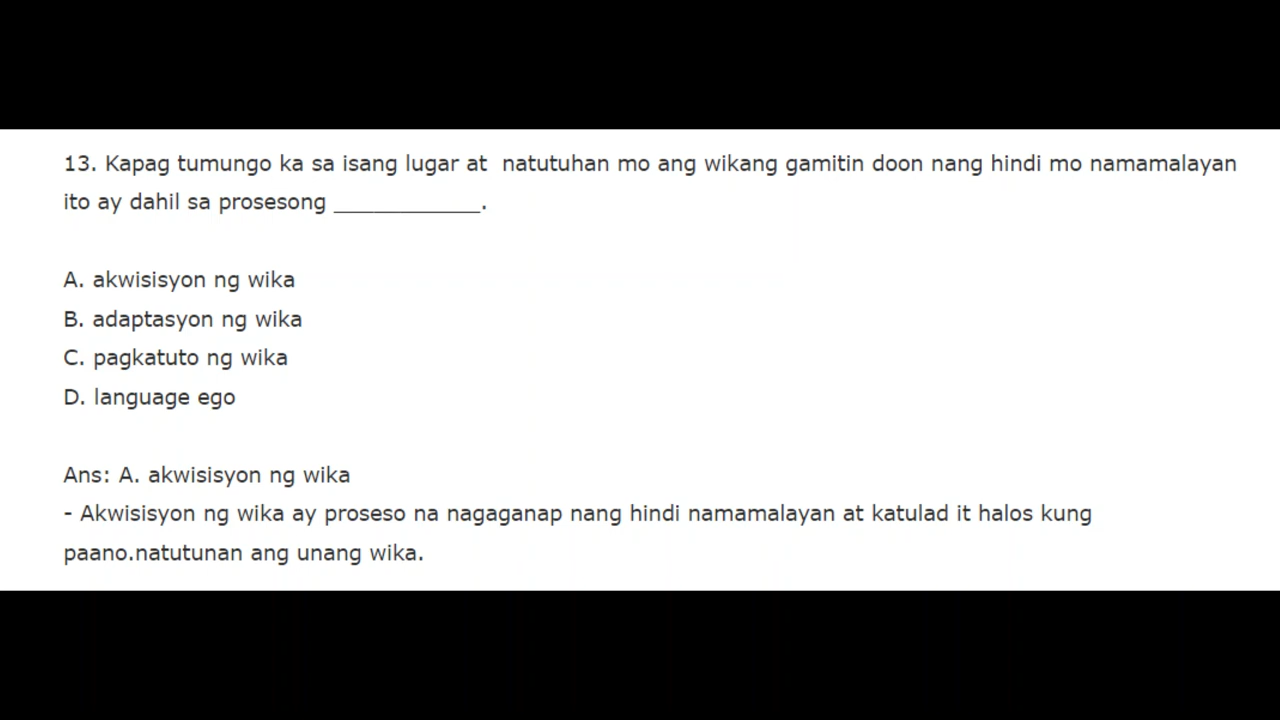 13. Kapag tumungo ka sa isang lugar at  natutuhan mo ang wikang gamitin doon nang hindi mo namamalayan
ito ay dahil sa prosesong ____________.
A. akwisisyon ng wika
B. adaptasyon ng wika
C. pagkatuto ng wika
D. language ego
Ans: A. akwisisyon ng wika
- Akwisisyon ng wika ay proseso na nagaganap nang hindi namamalayan at katulad it halos kung
paano.natutunan ang unang wika.